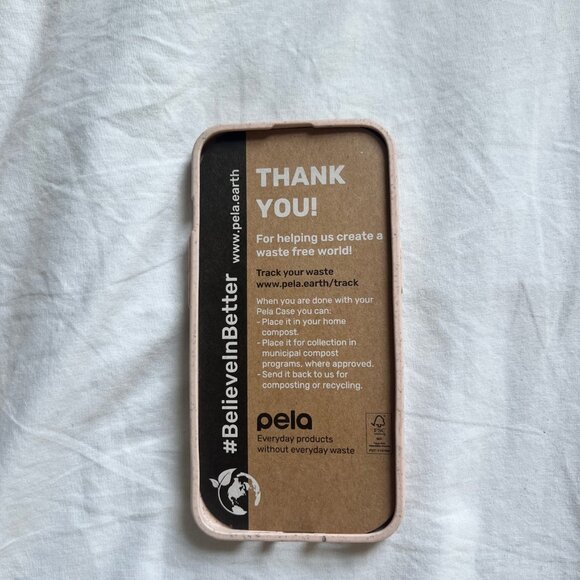 #BelieveInBetter www.pela.earth
THANK
YOU!
For helping us create a
waste free world!
Track your waste
www.pela.earth/track
When you are done with your
Pela Case you can:
- Place it in your home
compost.
- Place it for collection in
municipal compost
programs, where approved.
- Send it back to us for
composting or recycling.
pela
Everyday products
without everyday waste
FSC